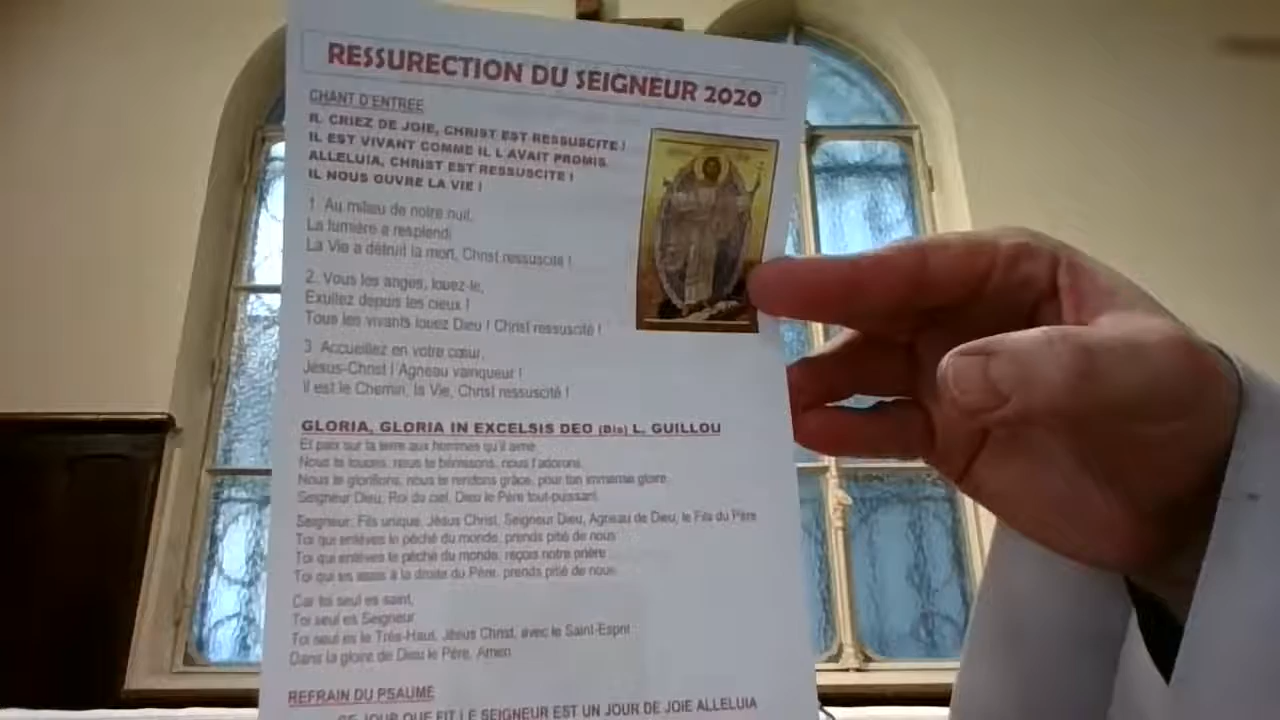 RESSURECTION DU SEIGNEUR 2020
CHANT D'ENTREE
R. CRIEZ DE JOIE, CHRIST EST RESSUSCITE !
IL EST VIVANT COMME IL L'AVAIT PROMIS.
ALLELUIA, CHRIST EST RESSUSCITE !
IL NOUS OUVRE LA VIE !
1. Au milieu de notre nuit,
La lumière a resplendi
La Vie a détruit la mort, Christ ressuscité !
2. Vous les anges, louez-le,
Exultez depuis les cieux !
Tous les vivants louez Dieu ! Christ ressuscité !
3. Accueillez en votre cœur,
Jésus-Christ l'Agneau vainqueur !
Il est le Chemin, la Vie, Christ ressuscité !
GLORIA, GLORIA IN EXCELSIS DEO (Bis) L. GUILLOU
Et paix sur la terre aux hommes qu'il aime.
Nous te louons, nous te bénissons, nous t'adorons,
Nous te glorifions, nous te rendons grâce, pour ton immense gloire,
Seigneur Dieu, Roi du ciel, Dieu le Père tout-puissant.
Seigneur, Fils unique, Jésus Christ, Seigneur Dieu, Agneau de Dieu, le Fils du Père
Toi qui enlèves le péché du monde, prends pitié de nous
Toi qui enlèves le péché du monde, reçois notre prière
Toi qui es assis à la droite du Père, prends pitié de nous.
Car toi seul es saint,
Toi seul es Seigneur
Toi seul es le Très-Haut, Jésus Christ, avec le Saint-Esprit
Dans la gloire de Dieu le Père, Amen
REFRAIN DU PSAUME
CE JOUR QUE FIT LE SEIGNEUR EST UN JOUR DE JOIE ALLELUIA